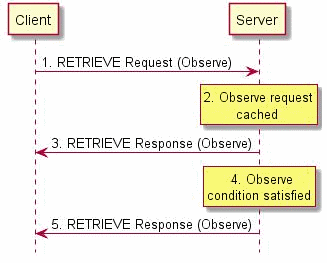 Client
Server
1. RETRIEVE Request (Observe)
2. Observe request
cached
3. RETRIEVE Response (Observe)
4. Observe
condition satisfied
5. RETRIEVE Response (Observe)